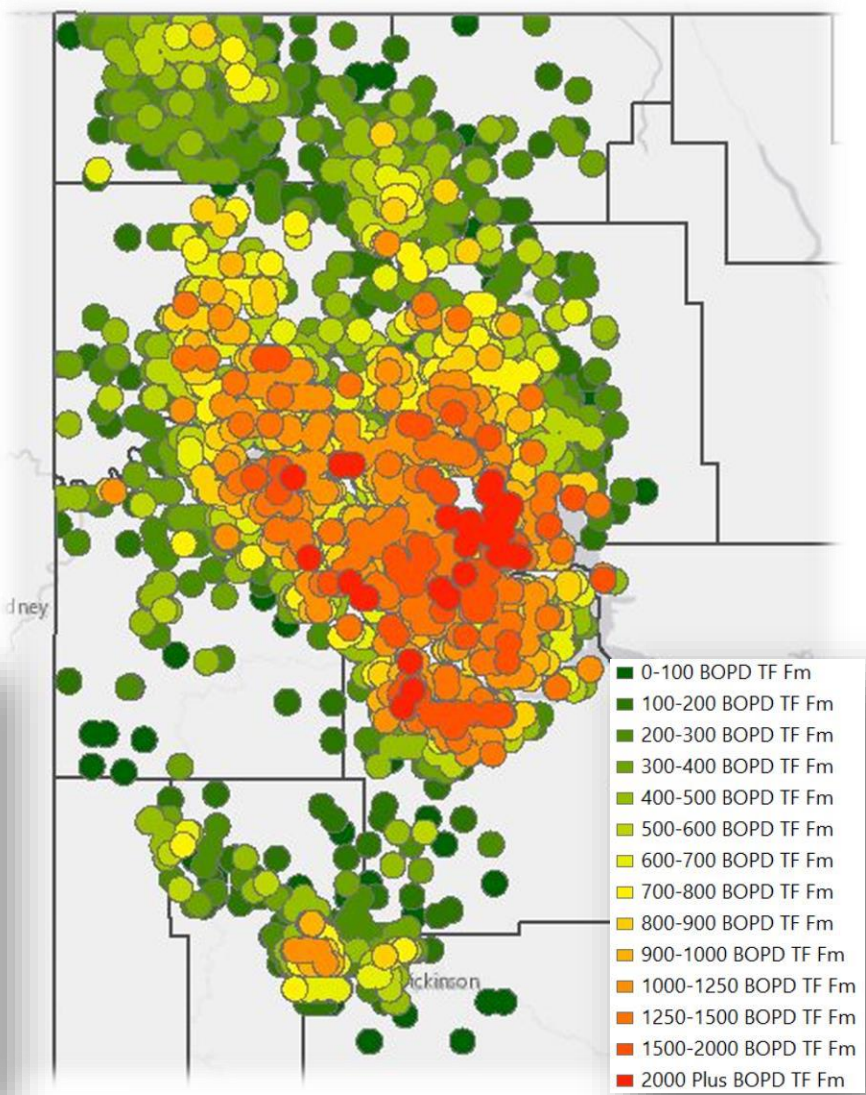 dney
ickinson
0-100 BOPD TF Fm
100-200 BOPD TF Fm
200-300 BOPD TF Fm
300-400 BOPD TF Fm
400-500 BOPD TF Fm
500-600 BOPD TF Fm
600-700 BOPD TF Fm
700-800 BOPD TF Fm
800-900 BOPD TF Fm
900-1000 BOPD TF Fm
1000-1250 BOPD TF Fm
1250-1500 BOPD TF Fm
1500-2000 BOPD TF Fm
2000 Plus BOPD TF Fm